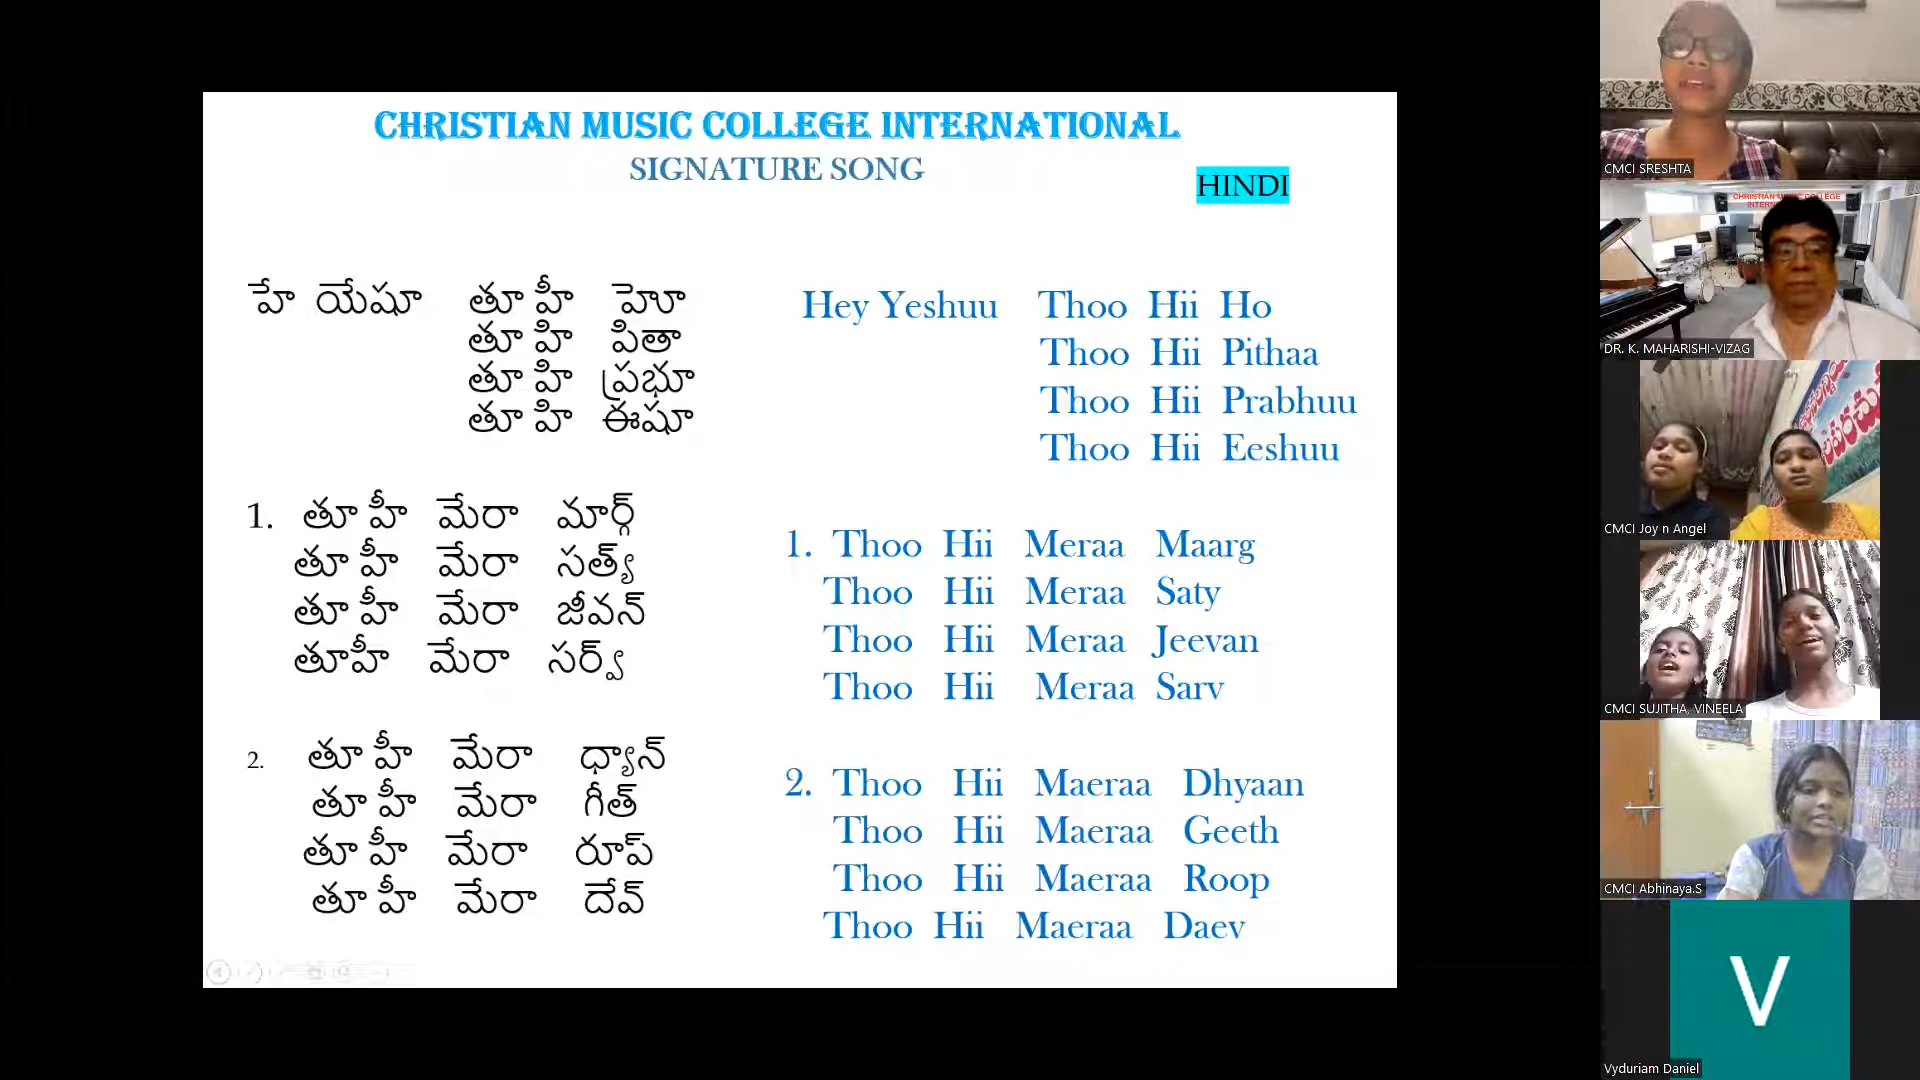 CHRISTIAN MUSIC COLLEGE INTERNATIONAL
SIGNATURE SONG
HINDI
హే యేషూ తూ హీ హెూ
తూ హి పితా
తూ హి ప్రభూ
తూ హి ఈషూ
1. తూ హీ మేరా మార్గ్
తూ హీ మేరా సత్య్
తూ హీ మేరా జీవన్
తూహీ మేరా సర్వ్
2. తూ హీ మేరా ధ్యాన్
తూ హీ మేరా గీత్
తూ హీ మేరా రూప్
తూ హీ మేరా దేవ్
Hey Yeshuu Thoo Hii Ho
Thoo Hii Pithaa
Thoo Hii Prabhuu
Thoo Hii Eeshuu
1. Thoo Hii Meraa Maarg
Thoo Hii Meraa Saty
Thoo Hii Meraa Jeevan
Thoo Hii Meraa Sarv
2. Thoo Hii Maeraa Dhyaan
Thoo Hii Maeraa Geeth
Thoo Hii Maeraa Roop
Thoo Hii Maeraa Daev
CMCI SRESHTA
CHRISTIAN MUSIC COLLEGE
DR. K. MAHARISHI-VIZAG
CMCI Joy n Angel
CMCI SUJITHA, VINEELA
CMCI Abhinaya.S
V
Vyduriam Daniel